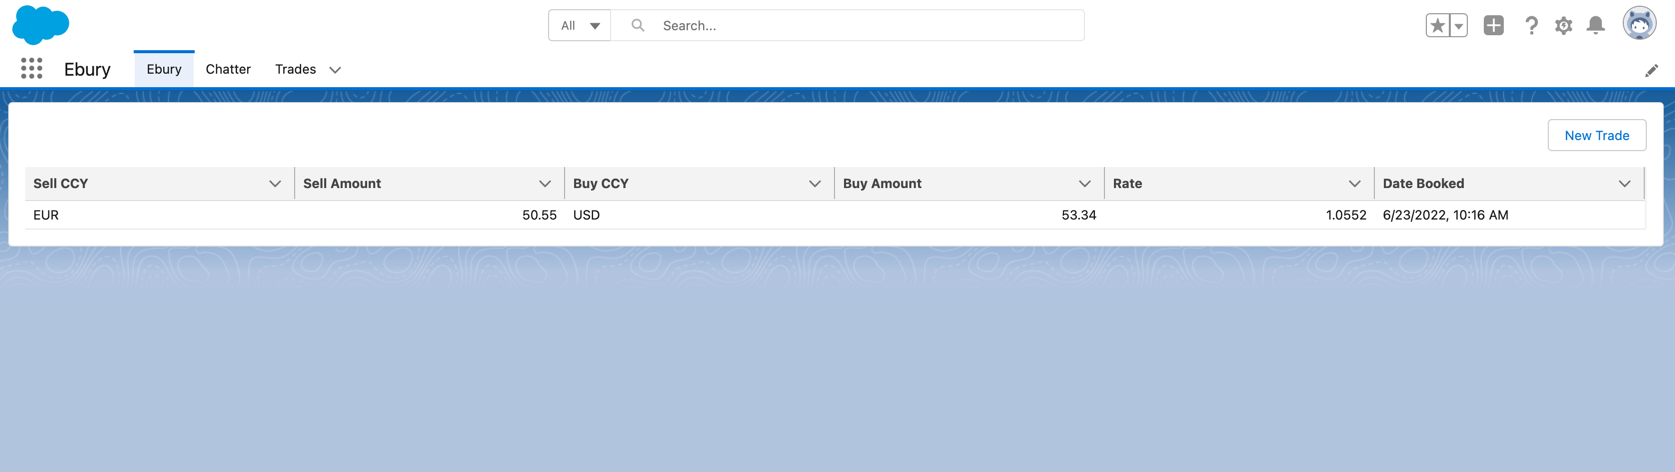 All Search...
Ebury Ebury Chatter Trades
New Trade
Sell CCY Sell Amount Buy CCY Buy Amount Rate Date Booked
EUR 50.55 USD 53.34 1.0552 6/23/2022, 10:16 AM